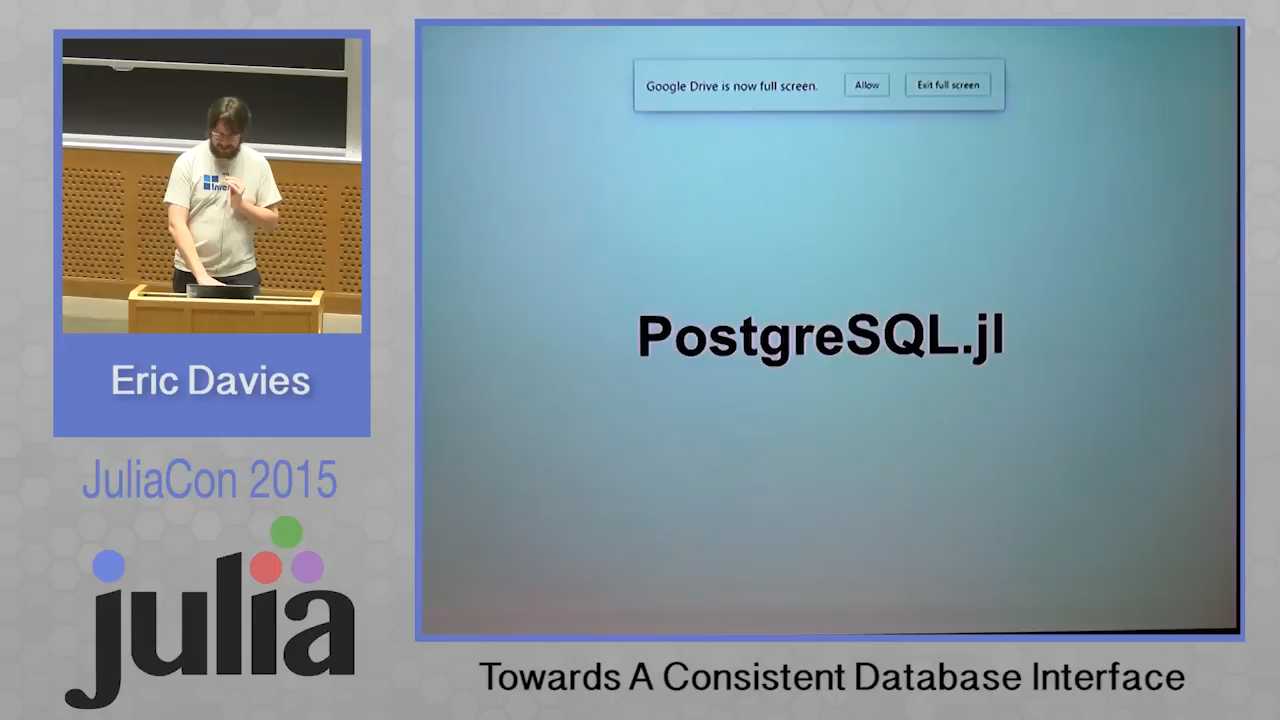 Google Drive is now full screen. Allow Exit full screen
PostgreSQL.jl
Eric Davies
JuliaCon 2015
julia
Towards A Consistent Database Interface